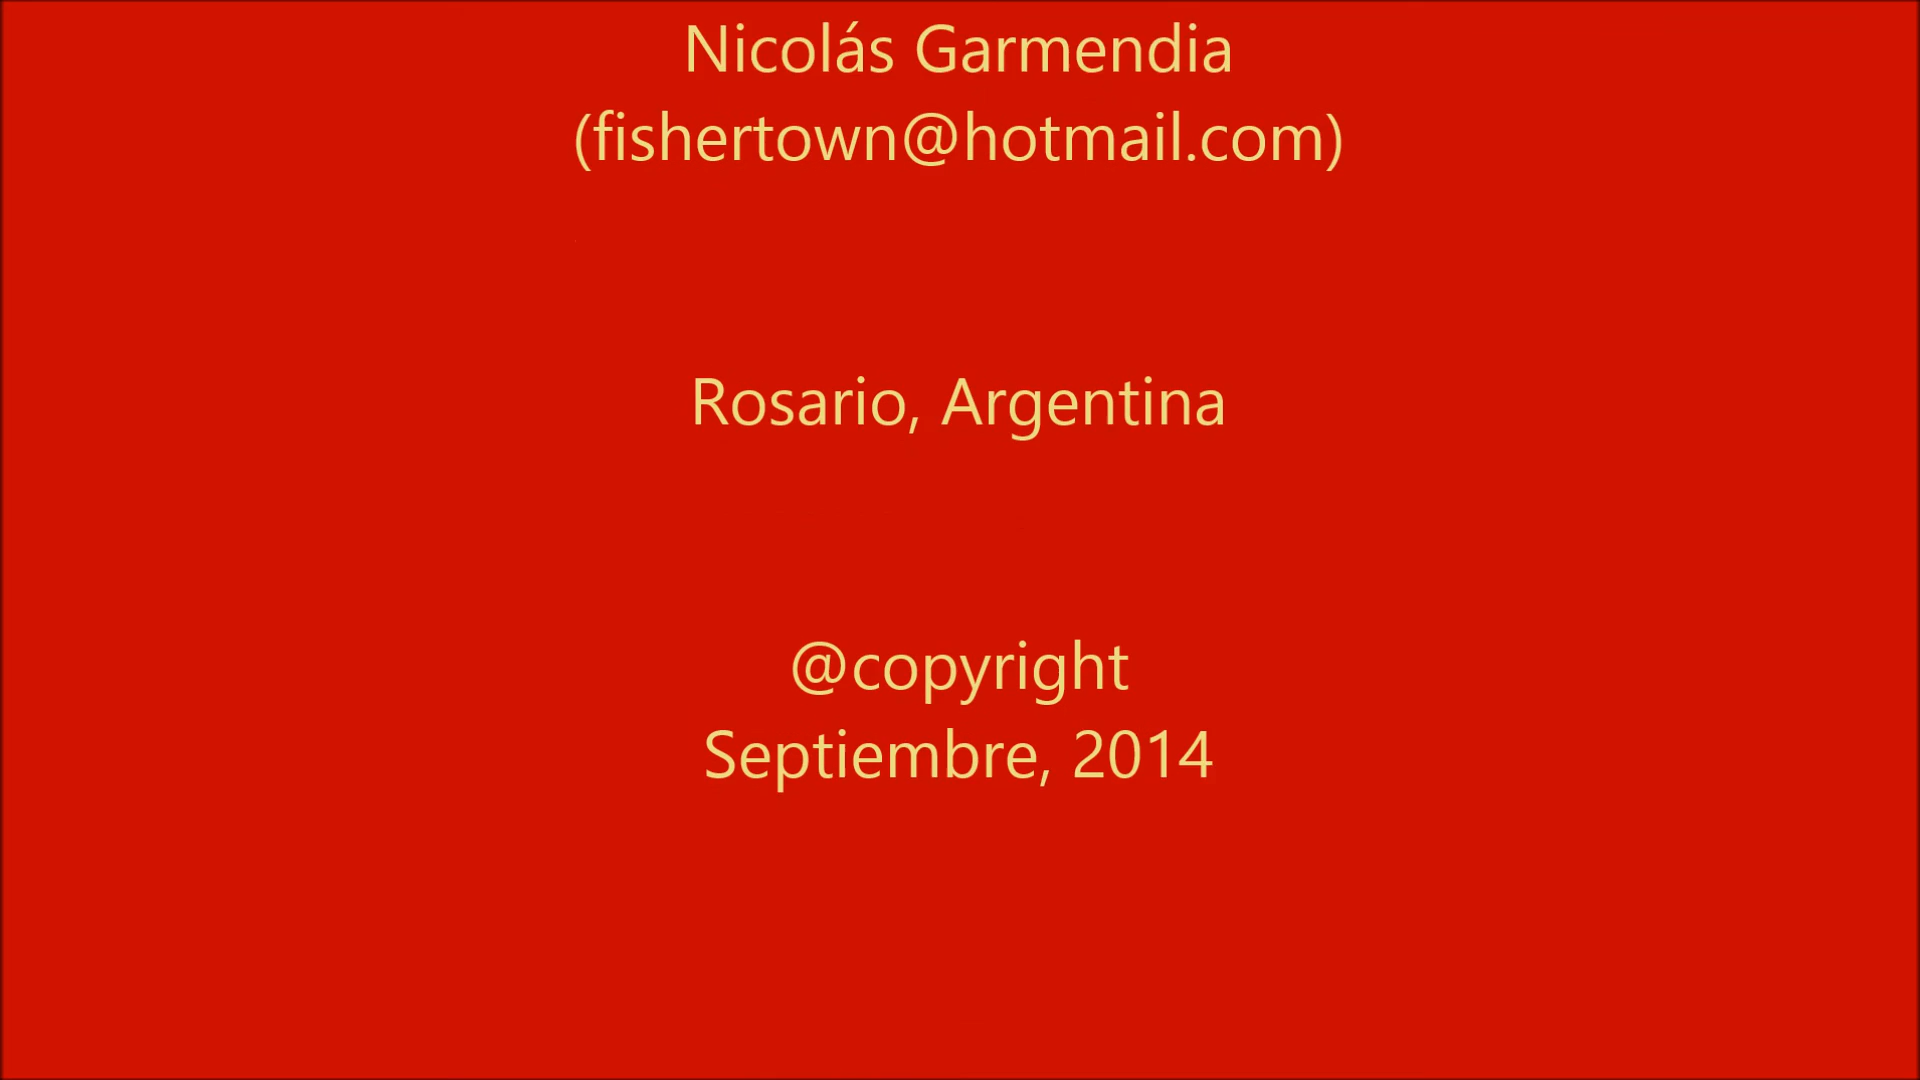 Nicolás Garmendia
(fishertown@hotmail.com)
Rosario, Argentina
@copyright
Septiembre, 2014